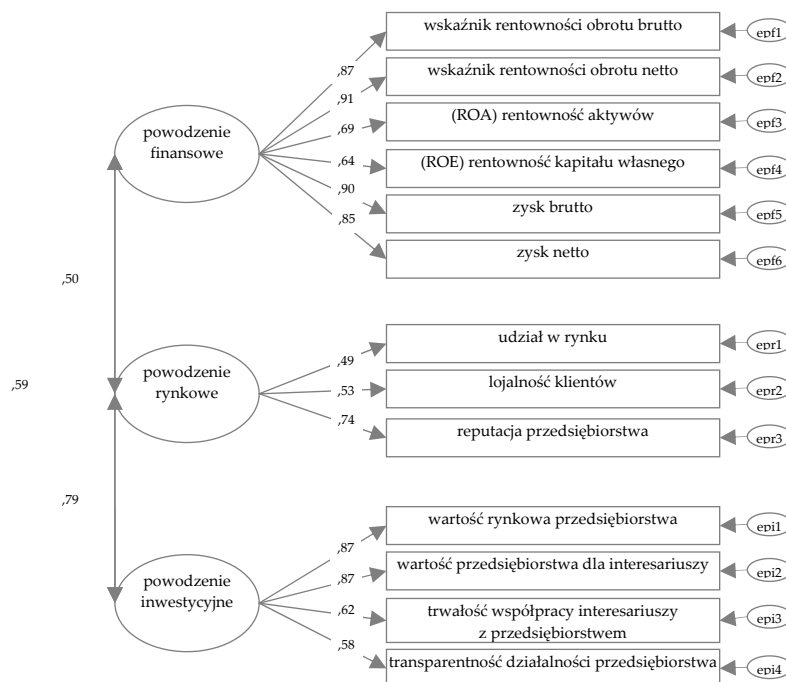 wskaźnik rentowności obrotu brutto
epf1
,87
wskaźnik rentowności obrotu netto
epf2
,91
(ROA) rentowność aktywów
epf3
,69
powodzenie
finansowe
(ROE) rentowność kapitału własnego
epf4
,64
,90
zysk brutto
epf5
,85
zysk netto
epf6
,50
udział w rynku
epr1
,49
powodzenie
rynkowe
lojalność klientów
epr2
,53
,59
,74
reputacja przedsiębiorstwa
epr3
,79
wartość rynkowa przedsiębiorstwa
epi1
,87
wartość przedsiębiorstwa dla interesariuszy
epi2
,87
powodzenie
inwestycyjne
trwałość współpracy interesariuszy
z przedsiębiorstwem
epi3
,62
,58
transparentność działalności przedsiębiorstwa
epi4